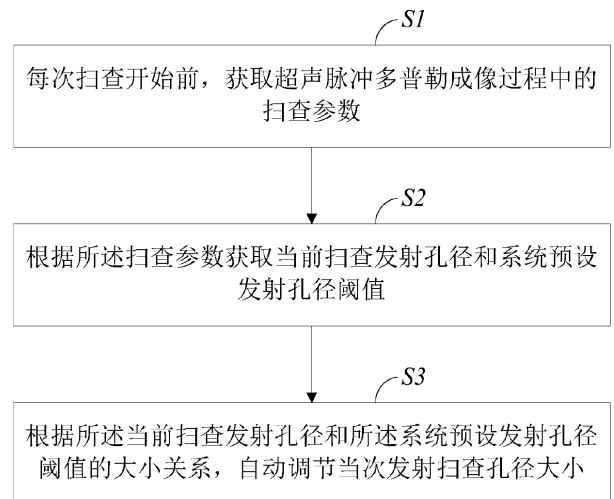 S1
每次扫查开始前，获取超声脉冲多普勒成像过程中的
扫查参数
S2
根据所述扫查参数获取当前扫查发射孔径和系统预设
发射孔径阈值
S3
根据所述当前扫查发射孔径和所述系统预设发射孔径
阈值的大小关系，自动调节当次发射扫查孔径大小